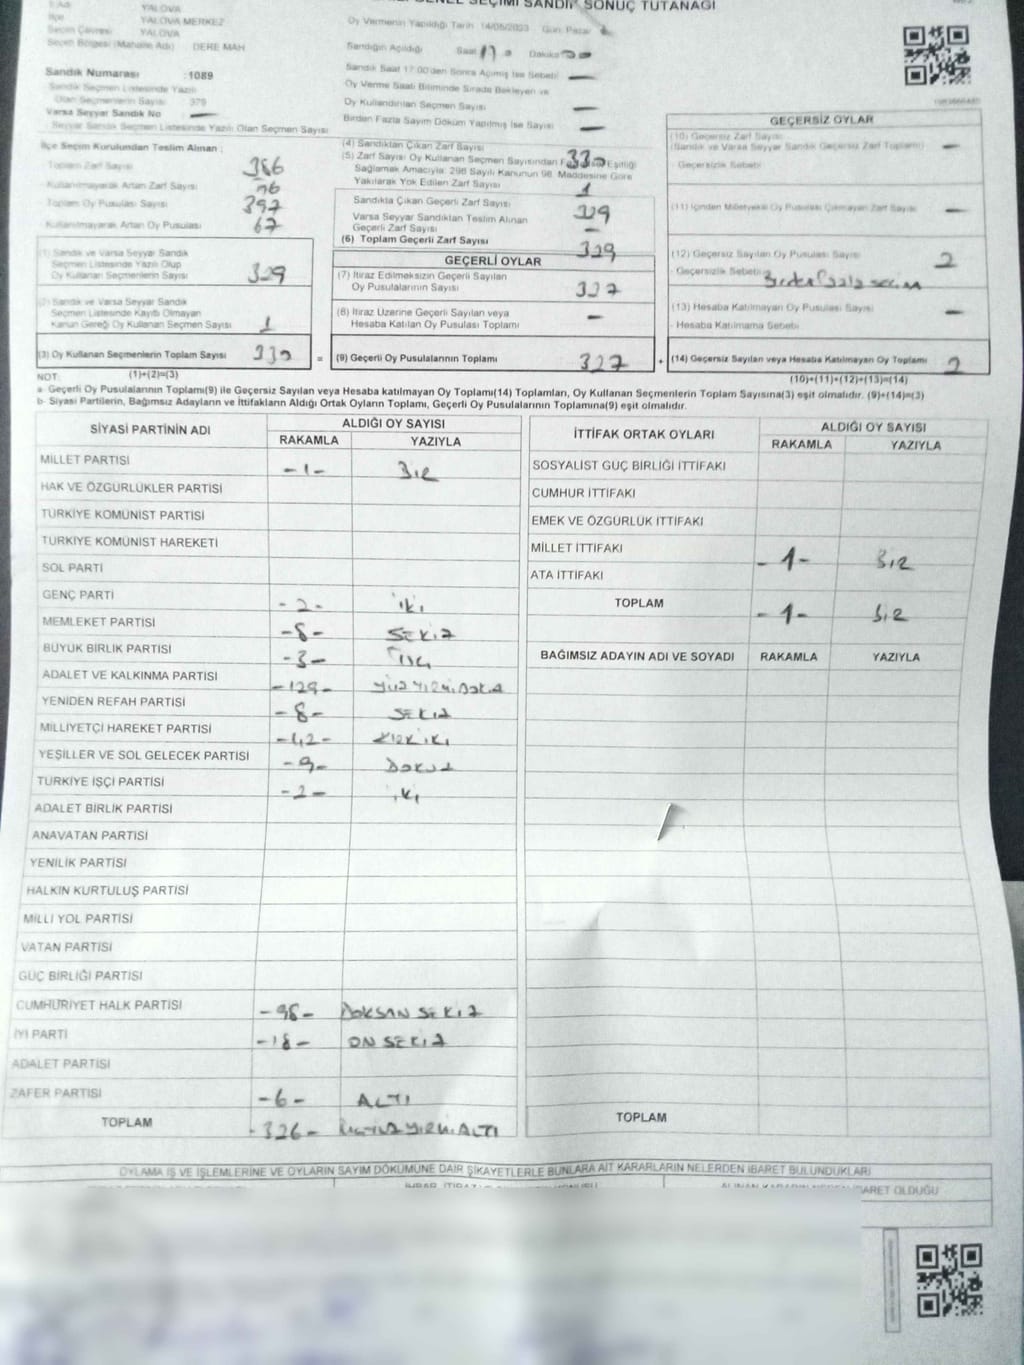 SEÇİMİ SANDIK SONUÇ TUTANAĞI
İl Adı YALOVA
İlçe YALOVA MERKEZ
Seçim Çevresi YALOVA
Seçim Bölgesi (Mahalle Adı) DERE MAH
Sandık Numarası :1089
Sandık Seçmen Listesinde Yazılı
Olan Seçmenlerin Sayısı : 379
Varsa Seyyar Sandık No
Seyyar Sandık Seçmen Listesinde Yazılı Olan Seçmen Sayısı
İlçe Seçim Kurulundan Teslim Alınan :
Toplam Zarf Sayısı 386
Kullanılmayarak Artan Zarf Sayısı
Toplam Oy Pusulası Sayısı 397
Kullanılmayarak Artan Oy Pusulası 67
(1) Sandık ve Varsa Seyyar Sandık
Seçmen Listesinde Yazılı Olup
Oy Kullanan Seçmenlerin Sayısı 329
(2) Sandık ve Varsa Seyyar Sandık
Seçmen Listesinde Kayıtlı Olmayan
Kanun Gereği Oy Kullanan Seçmen Sayısı 1
(3) Oy Kullanan Seçmenlerin Toplam Sayısı 330 =
(1)+(2)=(3)
Oy Vermenin Yapıldığı Tarih 14/05/2023 Gün: Pazar
Sandığın Açıldığı Saat 17 Dakika
Sandık Saat 17:00'den Sonra Açılmış İse Sebebi —
Oy Verme Saati Bitiminde Sırada Bekleyen ve
Oy Kullandırılan Seçmen Sayısı —
Birden Fazla Sayım Döküm Yapılmış İse Sayısı —
(4) Sandıktan Çıkan Zarf Sayısı 330
(5) Zarf Sayısı Oy Kullanan Seçmen Sayısından Eşitliği
Sağlamak Amacıyla; 298 Sayılı Kanunun 98. Maddesine Göre
Yakılarak Yok Edilen Zarf Sayısı 1
Sandıkta Çıkan Geçerli Zarf Sayısı 329
Varsa Seyyar Sandıktan Teslim Alınan
Geçerli Zarf Sayısı —
(6) Toplam Geçerli Zarf Sayısı 329
GEÇERLİ OYLAR
(7) İtiraz Edilmeksizin Geçerli Sayılan
Oy Pusulalarının Sayısı 327
(8) İtiraz Üzerine Geçerli Sayılan veya
Hesaba Katılan Oy Pusulası Toplamı —
(9) Geçerli Oy Pusulalarının Toplamı 327 +
GEÇERSİZ OYLAR
(10) Geçersiz Zarf Sayısı
(Sandık ve Varsa Seyyar Sandık Geçersiz Zarf Toplamı) —
Geçersizlik Sebebi
(11) İçinden Milletvekili Oy Pusulası Çıkmayan Zarf Sayısı —
(12) Geçersiz Sayılan Oy Pusulası Sayısı 2
- Geçersizlik Sebebi Birden fazla seçim
(13) Hesaba Katılmayan Oy Pusulası Sayısı —
- Hesaba Katılmama Sebebi
(14) Geçersiz Sayılan veya Hesaba Katılmayan Oy Toplamı 2
(10)+(11)+(12)+(13)=(14)
NOT:
a- Geçerli Oy Pusulalarının Toplamı(9) ile Geçersiz Sayılan veya Hesaba katılmayan Oy Toplamı(14) Toplamları, Oy Kullanan Seçmenlerin Toplam Sayısına(3) eşit olmalıdır. (9)+(14)=(3)
b- Siyasi Partilerin, Bağımsız Adayların ve İttifakların Aldığı Ortak Oyların Toplamı, Geçerli Oy Pusulalarının Toplamına(9) eşit olmalıdır.
SİYASİ PARTİNİN ADI ALDIĞI OY SAYISI
RAKAMLA YAZIYLA
MİLLET PARTİSİ -1- BİR
HAK VE ÖZGÜRLÜKLER PARTİSİ
TÜRKİYE KOMÜNİST PARTİSİ
TÜRKİYE KOMÜNİST HAREKETİ
SOL PARTİ
GENÇ PARTİ -2- İKİ
MEMLEKET PARTİSİ -8- SEKİZ
BÜYÜK BİRLİK PARTİSİ -3- ÜÇ
ADALET VE KALKINMA PARTİSİ -129- YÜZ YİRMİ DOKUZ
YENİDEN REFAH PARTİSİ -8- SEKİZ
MİLLİYETÇİ HAREKET PARTİSİ -42- KIRK İKİ
YEŞİLLER VE SOL GELECEK PARTİSİ -9- DOKUZ
TÜRKİYE İŞÇİ PARTİSİ -2- İKİ
ADALET BİRLİK PARTİSİ
ANAVATAN PARTİSİ
YENİLİK PARTİSİ
HALKIN KURTULUŞ PARTİSİ
MİLLİ YOL PARTİSİ
VATAN PARTİSİ
GÜÇ BİRLİĞİ PARTİSİ
CUMHURİYET HALK PARTİSİ -98- DOKSAN SEKİZ
İYİ PARTİ -18- ON SEKİZ
ADALET PARTİSİ
ZAFER PARTİSİ -6- ALTI
TOPLAM -326- ÜÇYÜZ YİRMİ ALTI
İTTİFAK ORTAK OYLARI ALDIĞI OY SAYISI
RAKAMLA YAZIYLA
SOSYALİST GÜÇ BİRLİĞİ İTTİFAKI
CUMHUR İTTİFAKI
EMEK VE ÖZGÜRLÜK İTTİFAKI
MİLLET İTTİFAKI -1- BİR
ATA İTTİFAKI
TOPLAM -1- BİR
BAĞIMSIZ ADAYIN ADI VE SOYADI RAKAMLA YAZIYLA
TOPLAM
OYLAMA İŞ VE İŞLEMLERİNE VE OYLARIN SAYIM DÖKÜMÜNE DAİR ŞİKAYETLERLE BUNLARA AİT KARARLARIN NELERDEN İBARET BULUNDUKLARI